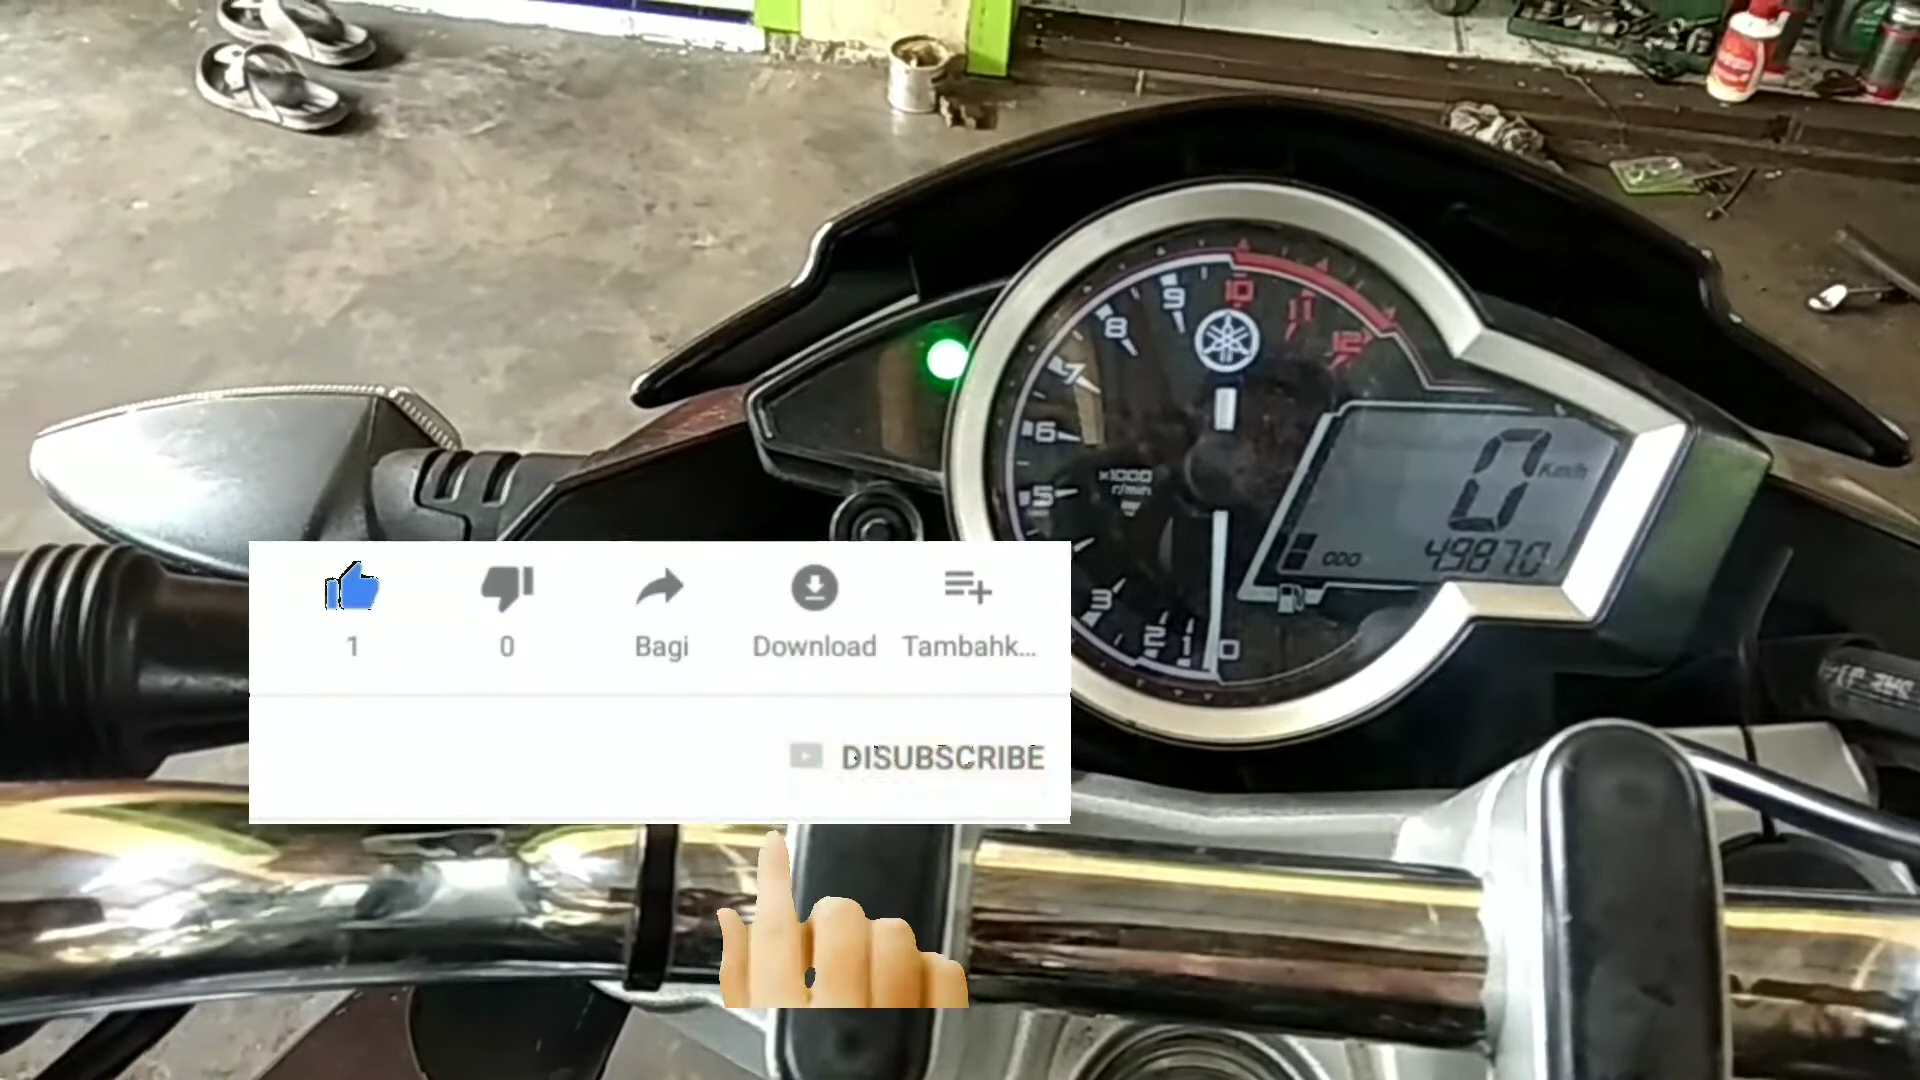 9
10
11
12
8
7
6
5
x1000
r/min
0
Km/h
ODO
49870
3
2
1
0
1
0
Bagi
Download
Tambahk...
DISUBSCRIBE